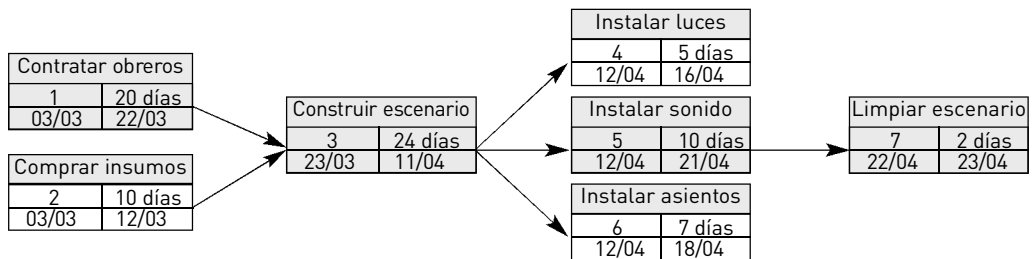 Contratar obreros
1 20 días
03/03 22/03
Comprar insumos
2 10 días
03/03 12/03
Construir escenario
3 24 días
23/03 11/04
Instalar luces
4 5 días
12/04 16/04
Instalar sonido
5 10 días
12/04 21/04
Instalar asientos
6 7 días
12/04 18/04
Limpiar escenario
7 2 días
22/04 23/04